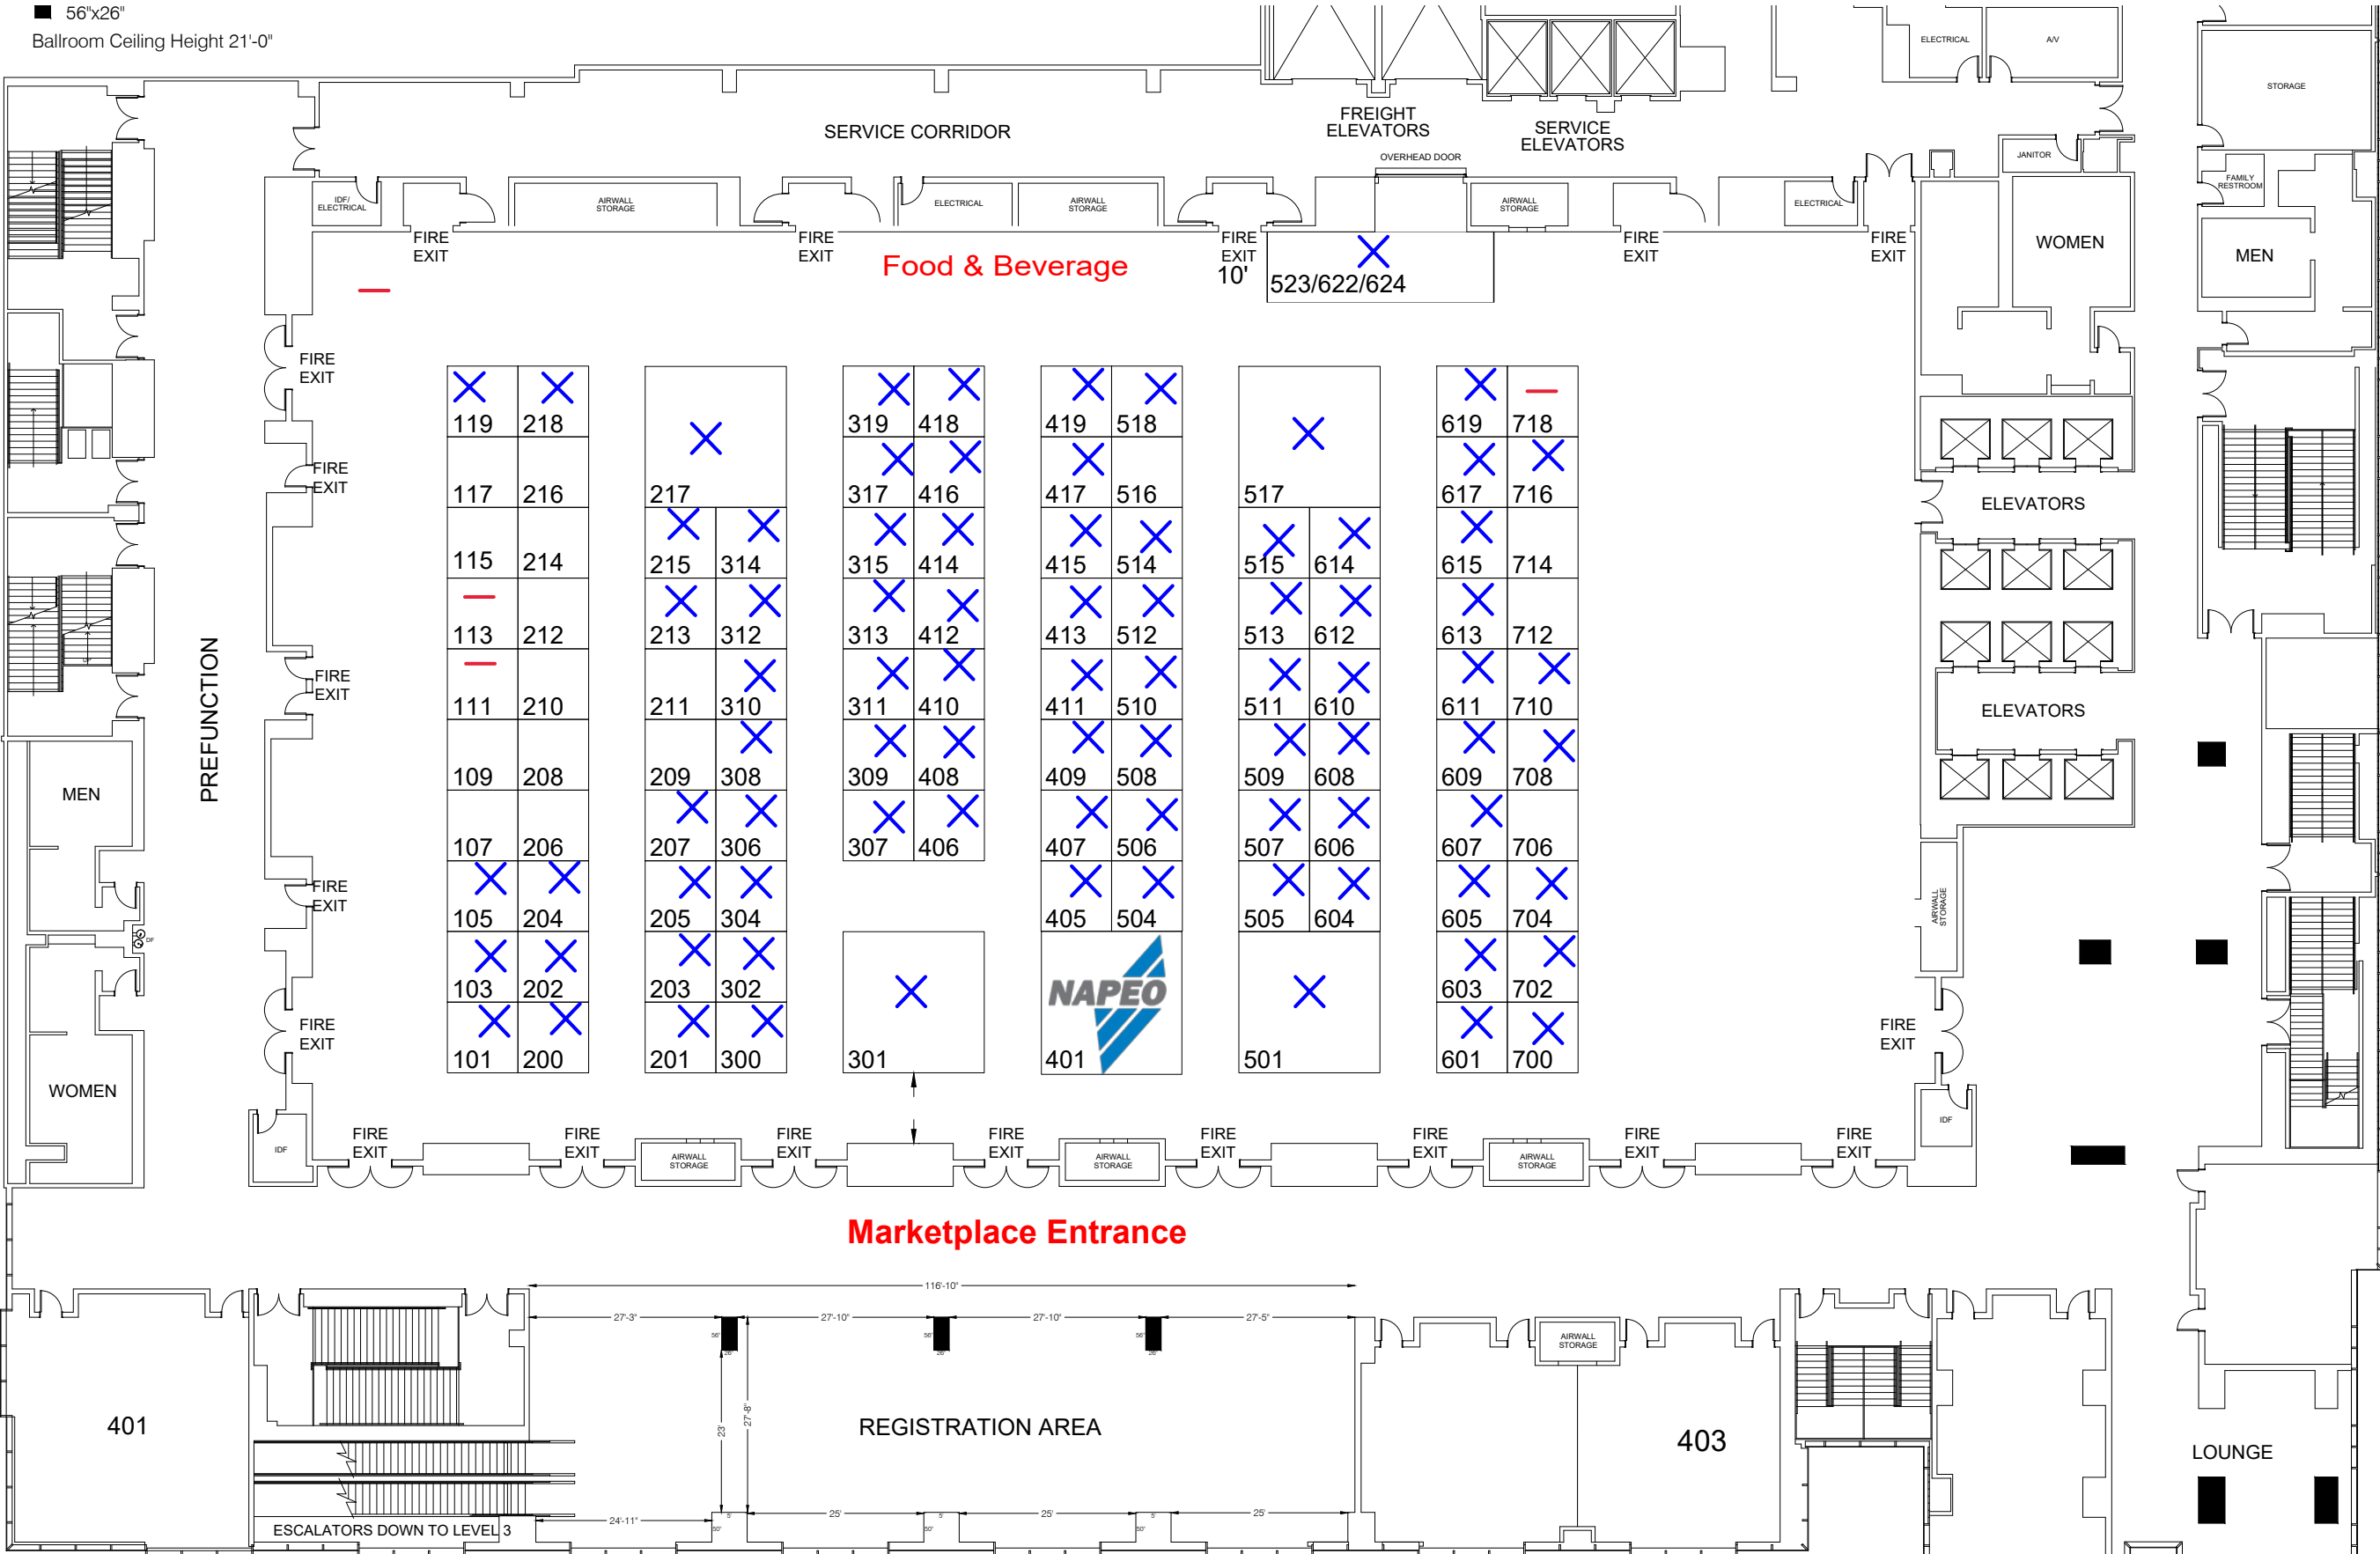 56"x26"
Ballroom Ceiling Height 21'-0"
ELECTRICAL
A/V
STORAGE
SERVICE CORRIDOR
FREIGHT
ELEVATORS
SERVICE
ELEVATORS
OVERHEAD DOOR
JANITOR
FAMILY
RESTROOM
IDF/
ELECTRICAL
AIRWALL
STORAGE
ELECTRICAL
AIRWALL
STORAGE
AIRWALL
STORAGE
ELECTRICAL
FIRE
EXIT
FIRE
EXIT
FIRE
EXIT
FIRE
EXIT
FIRE
EXIT
WOMEN
MEN
Food & Beverage
10'
523/622/624
FIRE
EXIT
119 218 319 418 419 518 619 718
FIRE
EXIT
117 216 217 317 416 417 516 517 617 716
ELEVATORS
115 214 215 314 315 414 415 514 515 614 615 714
113 212 213 312 313 412 413 512 513 612 613 712
PREFUNCTION
FIRE
EXIT
111 210 211 310 311 410 411 510 511 610 611 710
ELEVATORS
109 208 209 308 309 408 409 508 509 608 609 708
MEN
107 206 207 306 307 406 407 506 507 606 607 706
FIRE
EXIT
105 204 205 304 405 504 505 604 605 704
AIRWALL
STORAGE
DF
103 202 203 302 NAPEO 603 702
FIRE
EXIT
FIRE
EXIT
101 200 201 300 301 401 501 601 700
WOMEN
IDF
IDF
FIRE
EXIT
FIRE
EXIT
FIRE
EXIT
FIRE
EXIT
FIRE
EXIT
FIRE
EXIT
FIRE
EXIT
FIRE
EXIT
AIRWALL
STORAGE
AIRWALL
STORAGE
AIRWALL
STORAGE
Marketplace Entrance
116'-10"
27'-3" 27'-10" 27'-10" 27'-5"
AIRWALL
STORAGE
23'
27'-8"
401
REGISTRATION AREA
403
LOUNGE
24'-11" 25' 25' 25'
ESCALATORS DOWN TO LEVEL 3